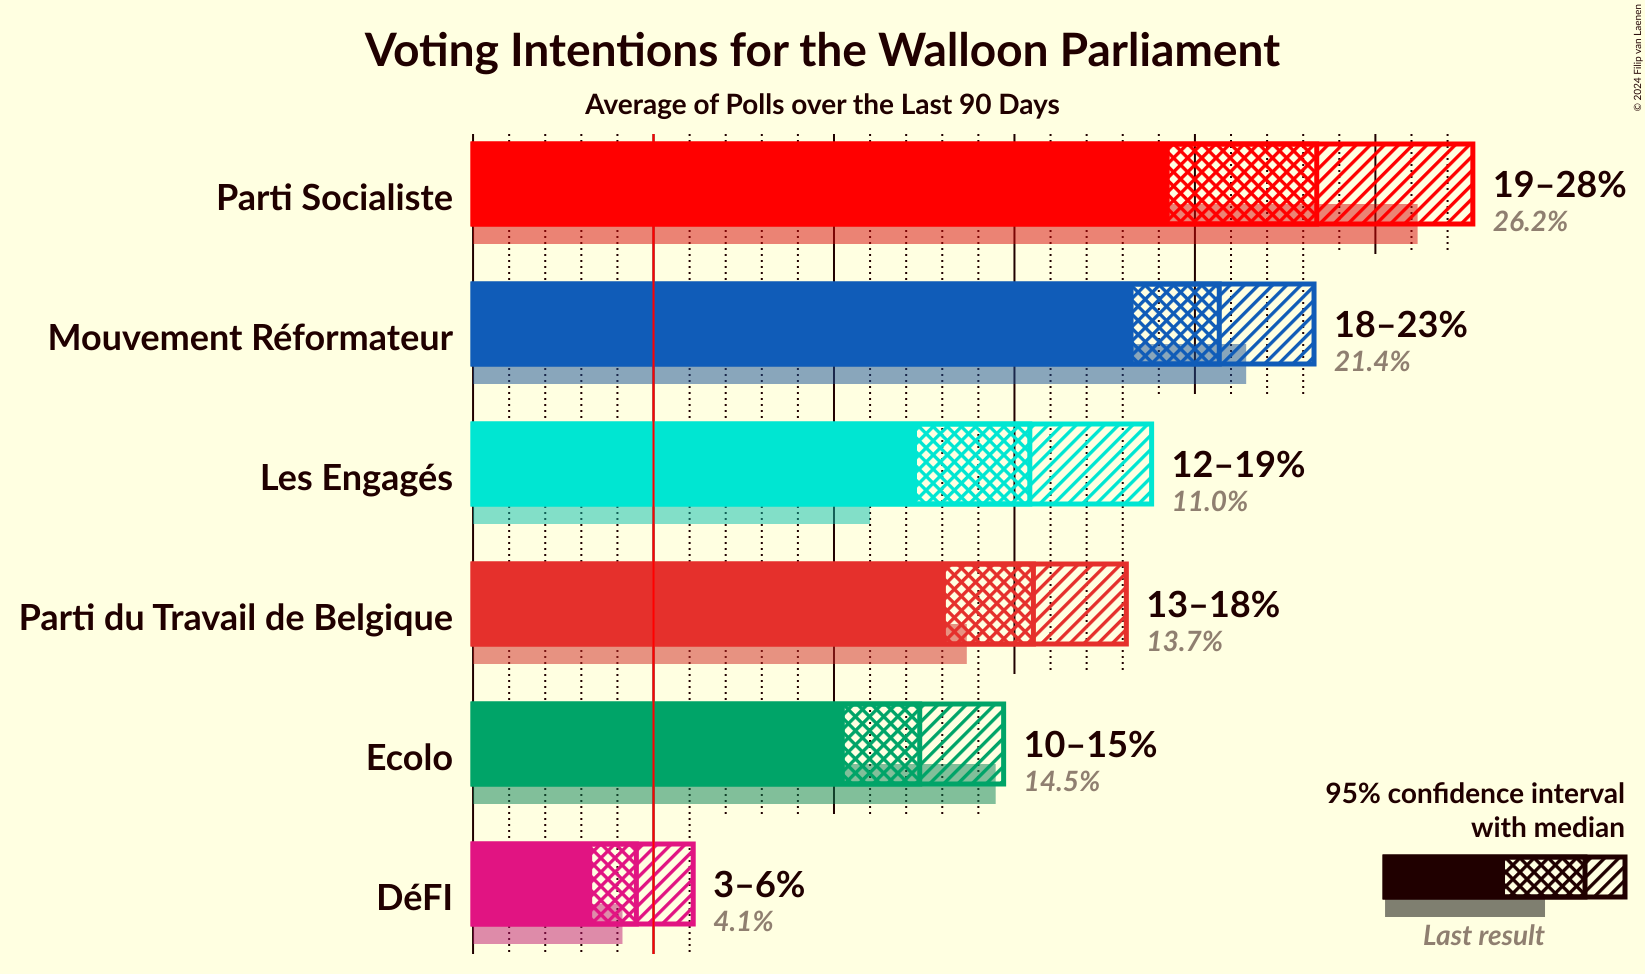 Voting Intentions for the Walloon Parliament
Average of Polls over the Last 90 Days
© 2024 Filip van Laenen
Parti Socialiste
19–28%
26.2%
Mouvement Réformateur
18–23%
21.4%
Les Engagés
12–19%
11.0%
Parti du Travail de Belgique
13–18%
13.7%
Ecolo
10–15%
14.5%
DéFI
3–6%
4.1%
95% confidence interval
with median
Last result